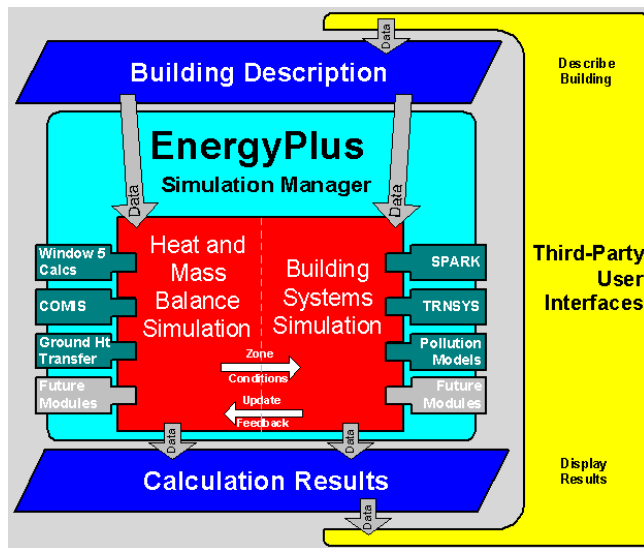 Data
Building Description
Describe
Building
EnergyPlus
Simulation Manager
Data
Data
Window 5
Calcs
COMIS
Ground Ht
Transfer
Future
Modules
Heat and
Mass
Balance
Simulation
Building
Systems
Simulation
Zone
Conditions
Update
Feedback
SPARK
TRNSYS
Pollution
Models
Future
Modules
Third-Party
User
Interfaces
Data
Data
Calculation Results
Display
Results
Data